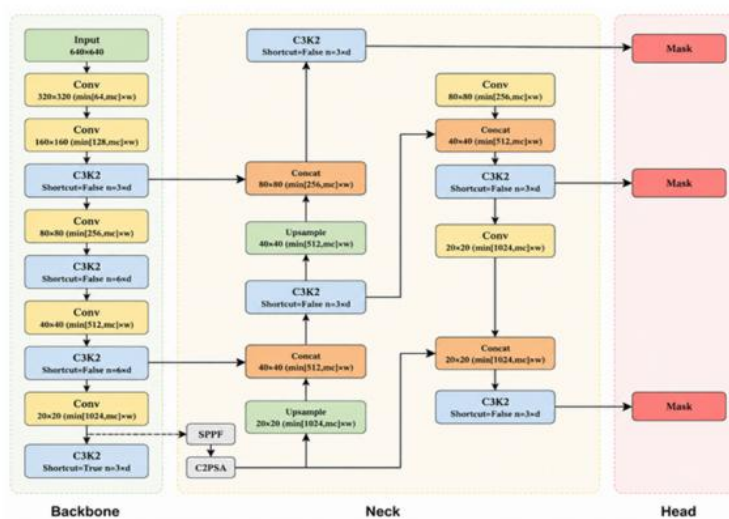 Input
640×640
Conv
320×320 (min[64,mc]×w)
Conv
160×160 (min[128,mc]×w)
C3K2
Shortcut=False n=3×d
Conv
80×80 (min[256,mc]×w)
C3K2
Shortcut=False n=6×d
Conv
40×40 (min[512,mc]×w)
C3K2
Shortcut=False n=6×d
Conv
20×20 (min[1024,mc]×w)
C3K2
Shortcut=True n=3×d
SPPF
C2PSA
Backbone
C3K2
Shortcut=False n=3×d
Concat
80×80 (min[256,mc]×w)
Upsample
40×40 (min[512,mc]×w)
C3K2
Shortcut=False n=3×d
Concat
40×40 (min[512,mc]×w)
Upsample
20×20 (min[1024,mc]×w)
Conv
80×80 (min[256,mc]×w)
Concat
40×40 (min[512,mc]×w)
C3K2
Shortcut=False n=3×d
Conv
20×20 (min[1024,mc]×w)
Concat
20×20 (min[1024,mc]×w)
C3K2
Shortcut=False n=3×d
Neck
Mask
Mask
Mask
Head